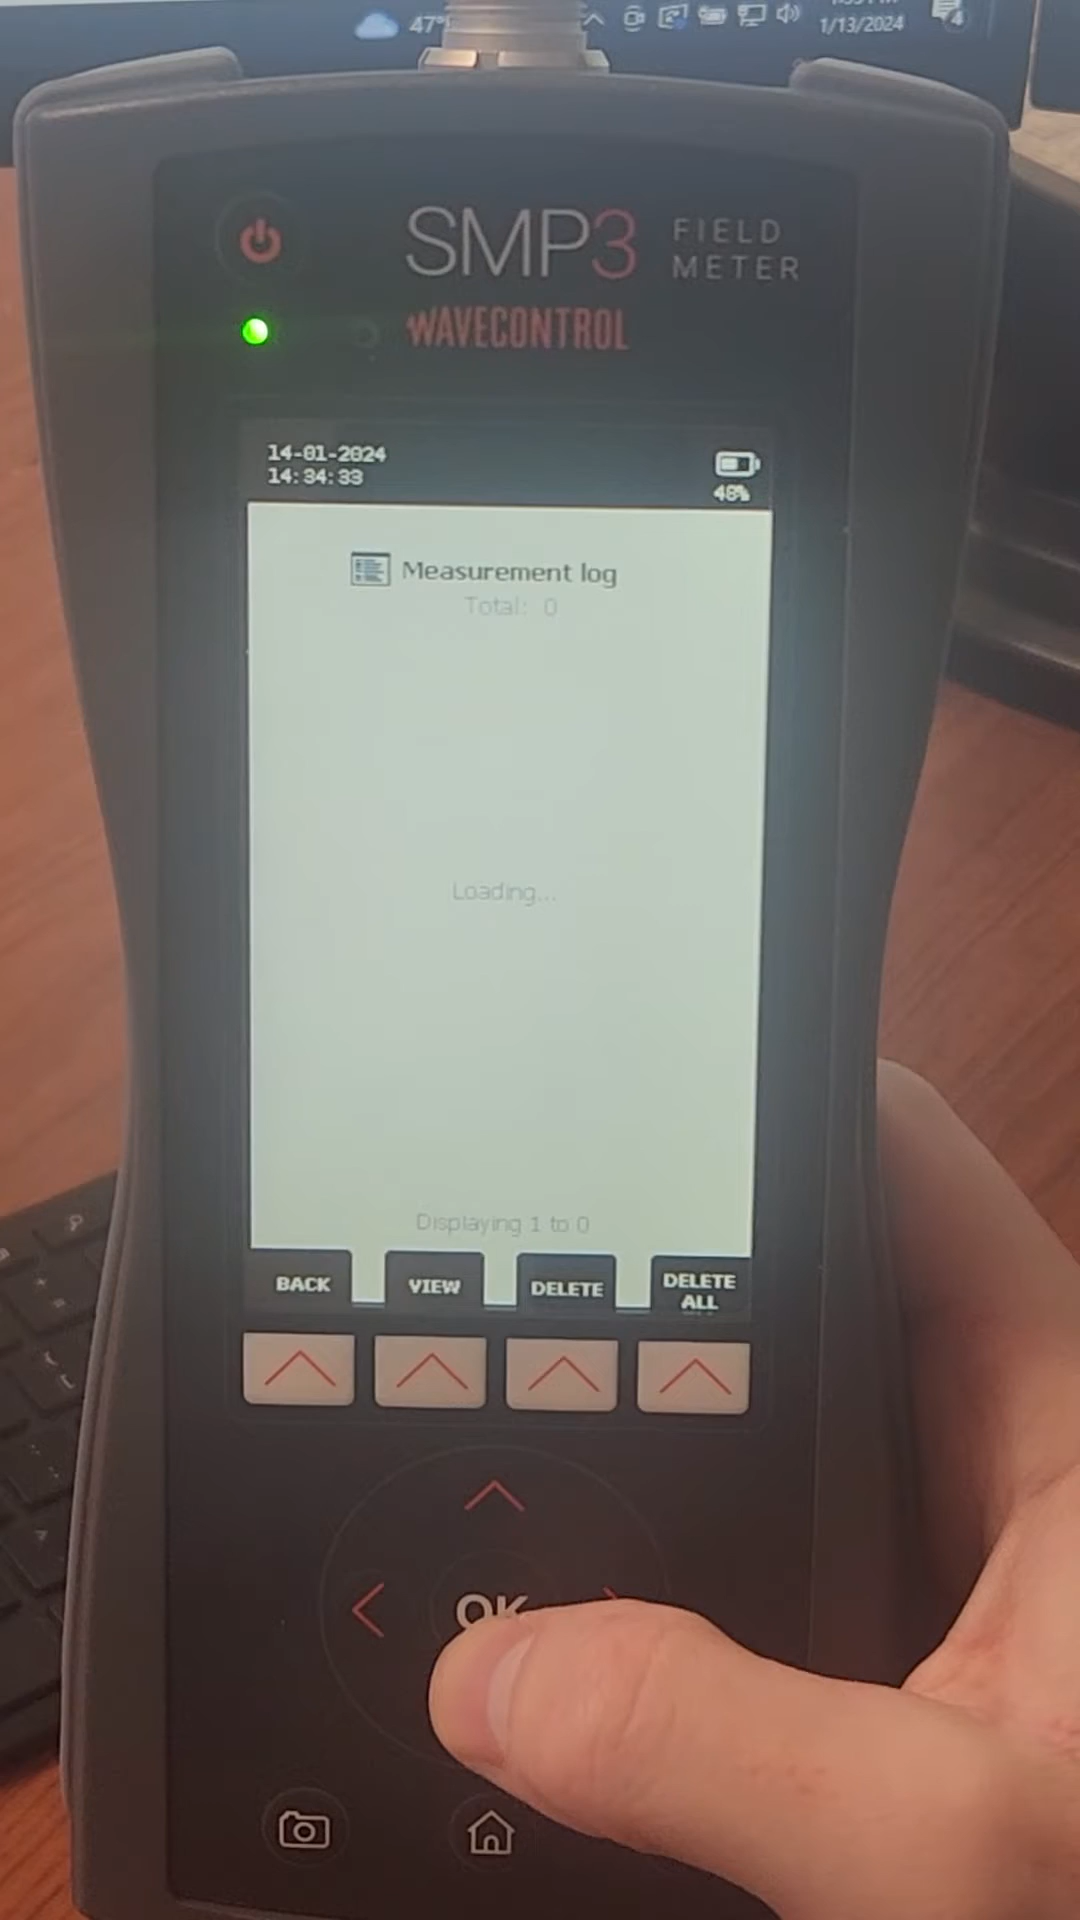 47°
1/13/2024
4
SMP3 FIELD METER
WAVECONTROL
14-01-2024
14:34:33
48%
Measurement log
Total: 0
Loading...
Displaying 1 to 0
BACK VIEW DELETE DELETE ALL
OK